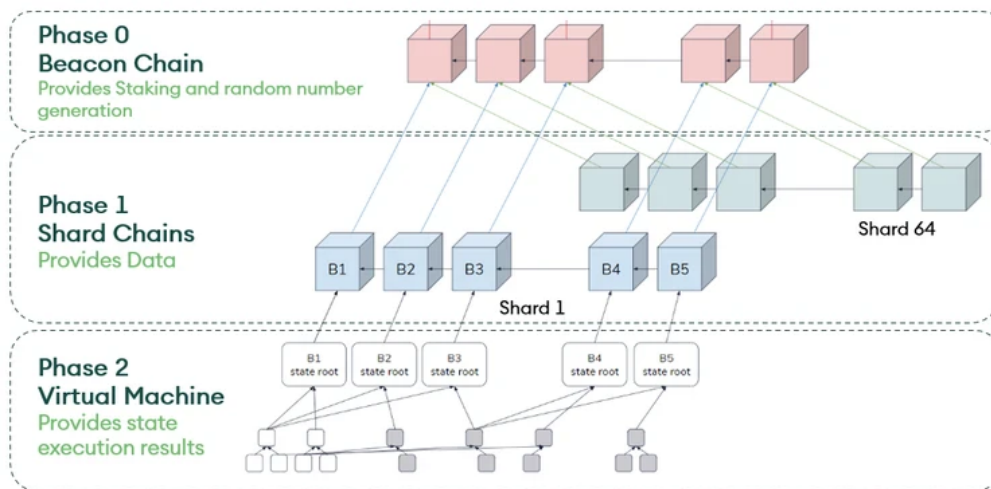 Phase 0
Beacon Chain
Provides Staking and random number
generation
Phase 1
Shard Chains
Provides Data
Shard 64
B1
B2
B3
B4
B5
Shard 1
Phase 2
Virtual Machine
Provides state
execution results
B1
state root
B2
state root
B3
state root
B4
state root
B5
state root